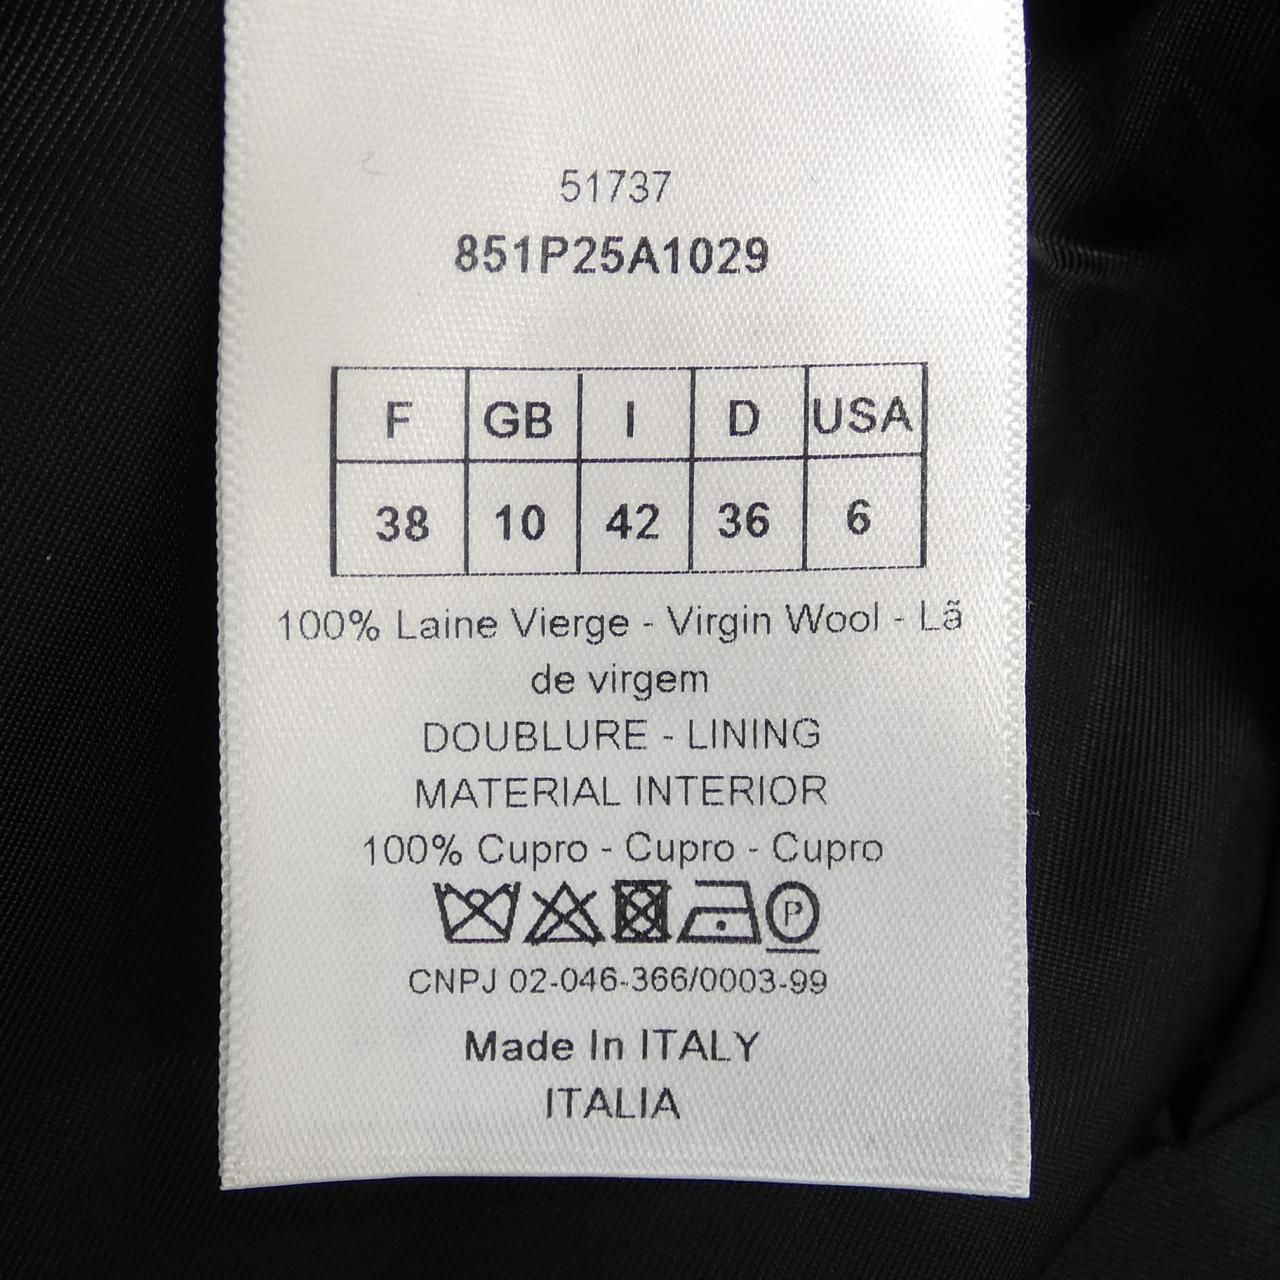 51737
851P25A1029
F GB I D USA
38 10 42 36 6
100% Laine Vierge - Virgin Wool - Lã
de virgem
DOUBLURE - LINING
MATERIAL INTERIOR
100% Cupro - Cupro - Cupro
P
CNPJ 02-046-366/0003-99
Made In ITALY
ITALIA